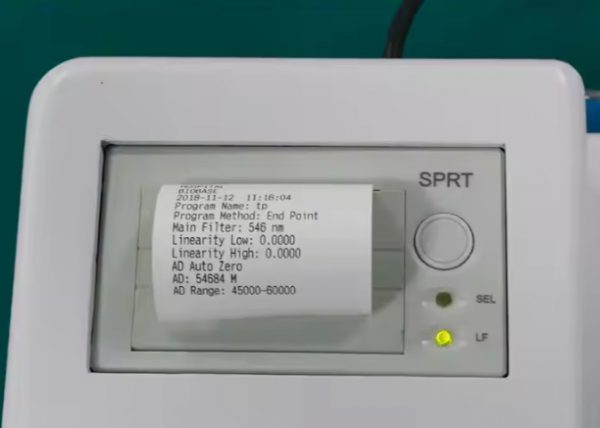 HOSPITAL
BIOBASE
2018-11-12 11:16:04
Program Name: tp
Program Method: End Point
Main Filter: 546 nm
Linearity Low: 0.0000
Linearity High: 0.0000
AD Auto Zero
AD: 54684 M
AD Range: 45000-60000
SPRT
SEL
LF